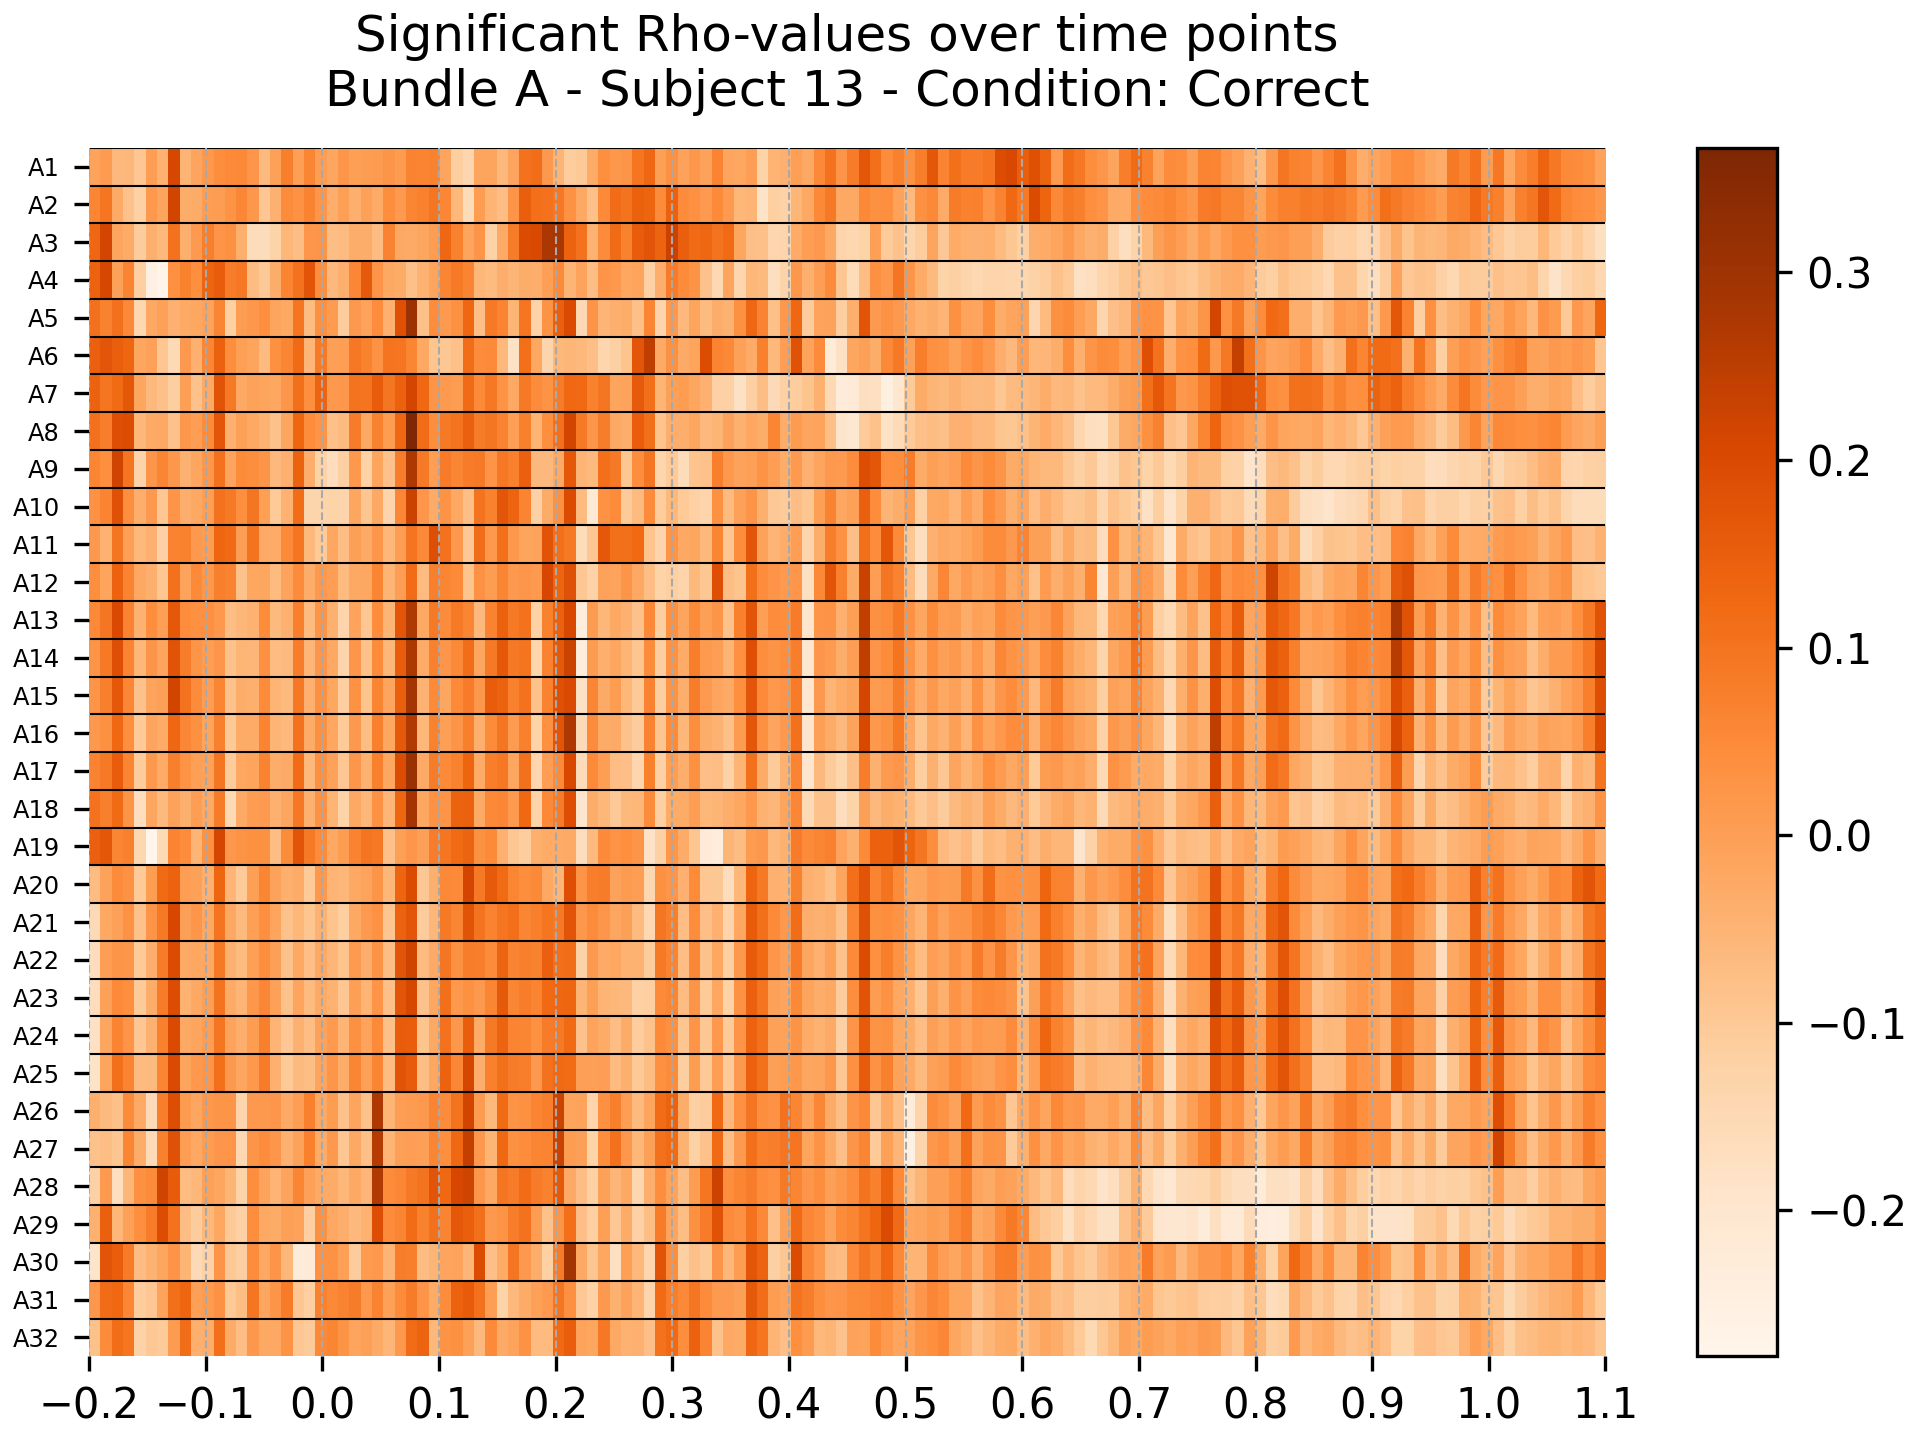 Significant Rho-values over time points
Bundle A - Subject 13 - Condition: Correct
A1
A2
A3
A4
A5
A6
A7
A8
A9
A10
A11
A12
A13
A14
A15
A16
A17
A18
A19
A20
A21
A22
A23
A24
A25
A26
A27
A28
A29
A30
A31
A32
−0.2 −0.1 0.0 0.1 0.2 0.3 0.4 0.5 0.6 0.7 0.8 0.9 1.0 1.1
0.3
0.2
0.1
0.0
−0.1
−0.2